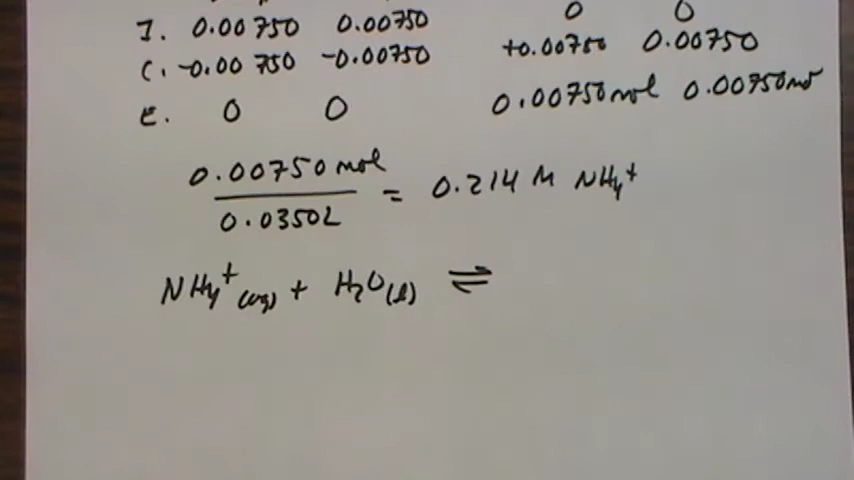 0 0
I. 0.00750 0.00750
+0.00750 0.00750
C. -0.00750 -0.00750
0.00750 mol 0.00750 mol
E. 0 0
0.00750 mol
0.0350L
= 0.214 M NH4+
NH4+(aq) + H2O(l) ⇌